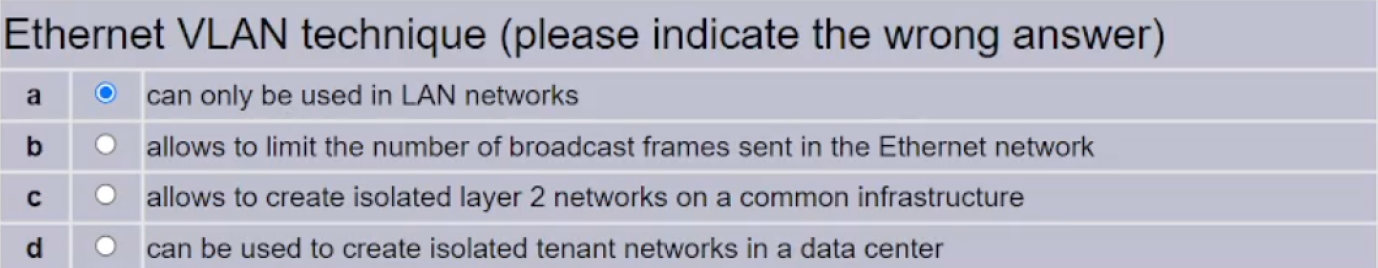 Ethernet VLAN technique (please indicate the wrong answer)
a can only be used in LAN networks
b allows to limit the number of broadcast frames sent in the Ethernet network
c allows to create isolated layer 2 networks on a common infrastructure
d can be used to create isolated tenant networks in a data center